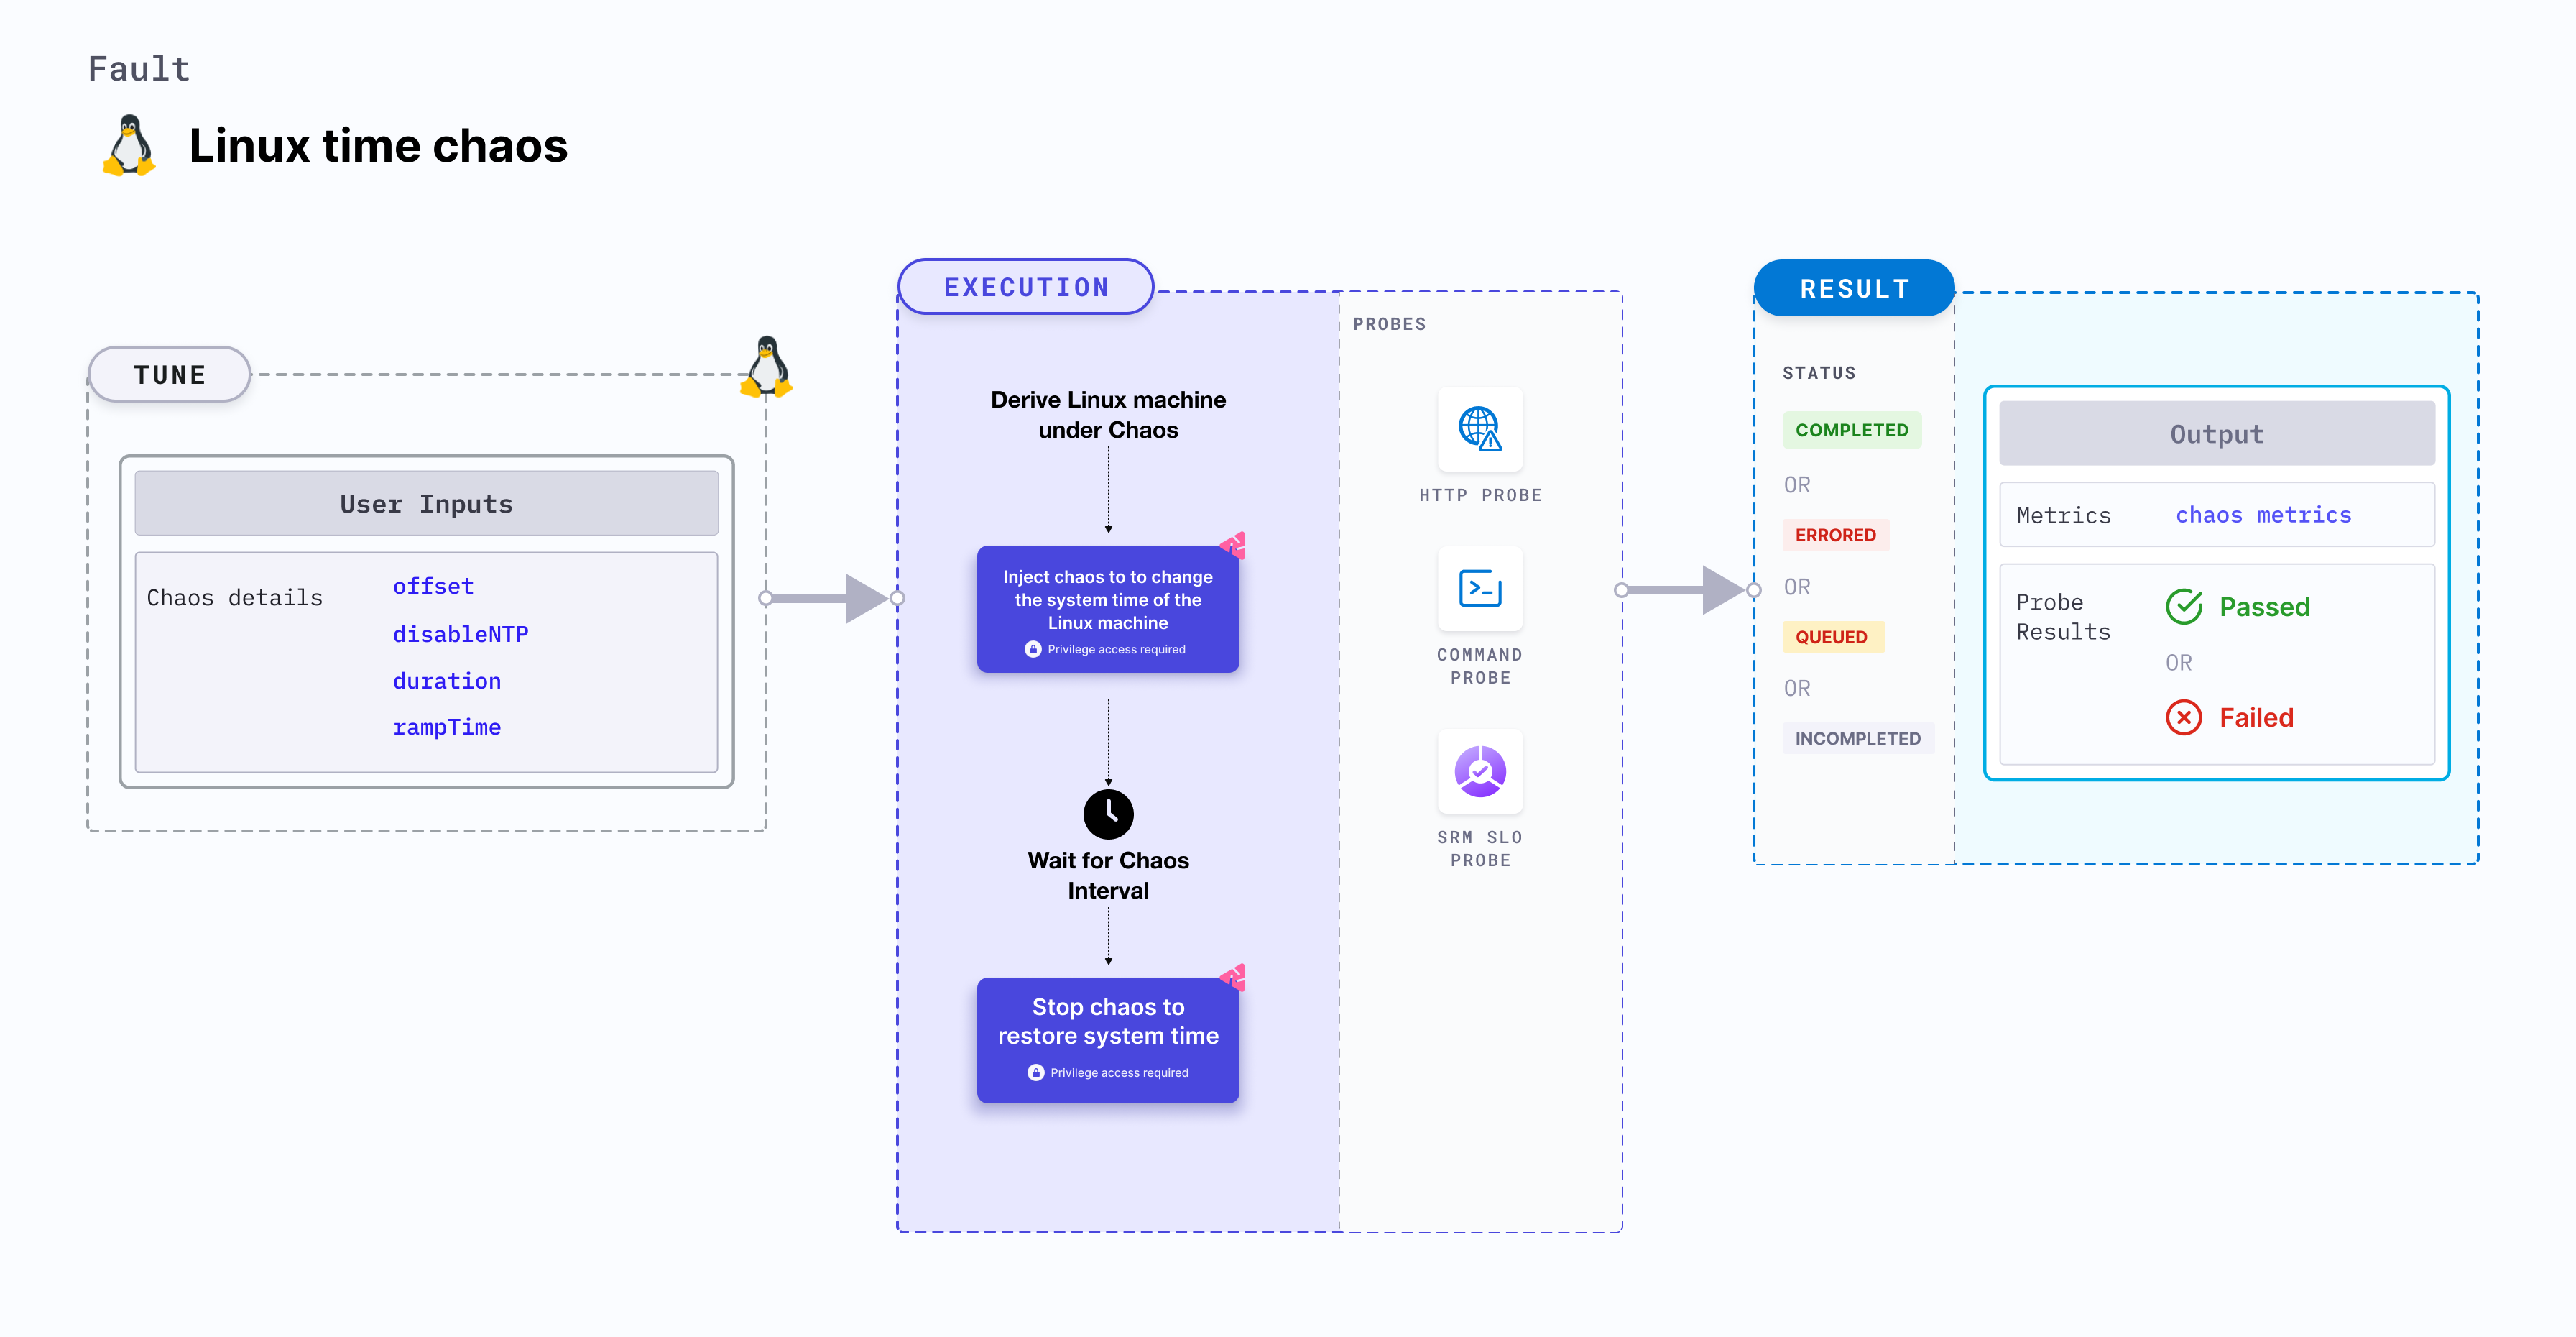 Fault
Linux time chaos
TUNE
User Inputs
Chaos details
offset
disableNTP
duration
rampTime
EXECUTION
Derive Linux machine
under Chaos
Inject chaos to to change
the system time of the
Linux machine
Privilege access required
Wait for Chaos
Interval
Stop chaos to
restore system time
Privilege access required
PROBES
HTTP PROBE
COMMAND
PROBE
SRM SLO
PROBE
RESULT
STATUS
COMPLETED
OR
ERRORED
OR
QUEUED
OR
INCOMPLETED
Output
Metrics chaos metrics
Probe
Results
Passed
OR
Failed